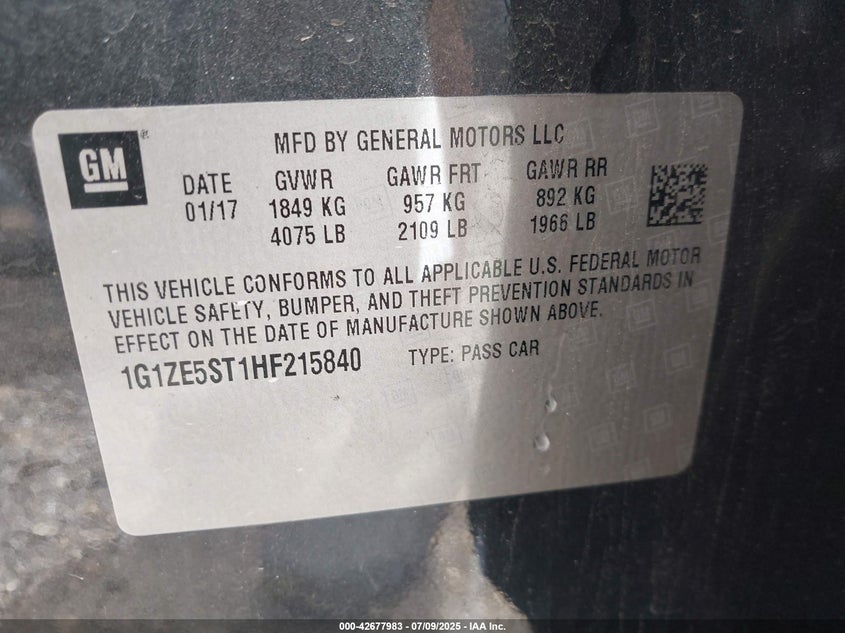 GM®
MFD BY GENERAL MOTORS LLC
DATE GVWR GAWR FRT GAWR RR
01/17 1849 KG 957 KG 892 KG
4075 LB 2109 LB 1966 LB
THIS VEHICLE CONFORMS TO ALL APPLICABLE U.S. FEDERAL MOTOR
VEHICLE SAFETY, BUMPER, AND THEFT PREVENTION STANDARDS IN
EFFECT ON THE DATE OF MANUFACTURE SHOWN ABOVE.
1G1ZE5ST1HF215840 TYPE: PASS CAR
000-42677983 / 07/09/2025 - IAA Inc.